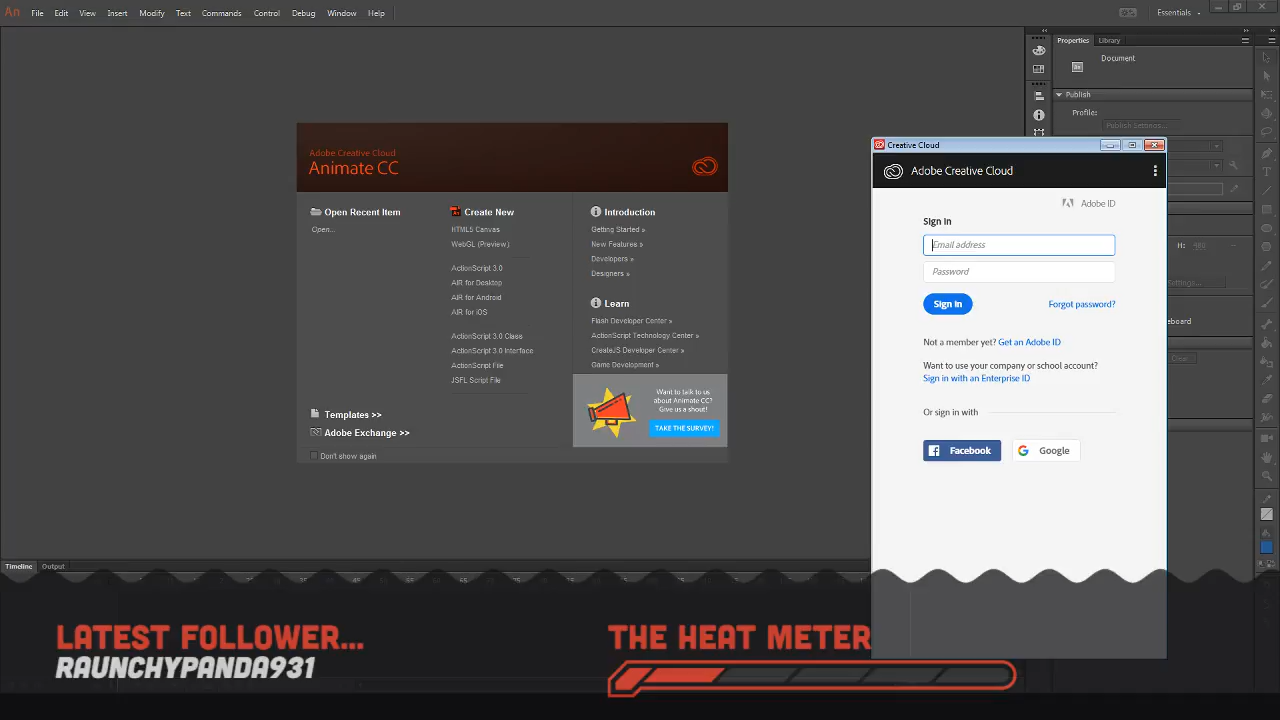 An File Edit View Insert Modify Text Commands Control Debug Window Help
Essentials
Properties Library
Document
Publish
Profile:
Publish Settings...
H: 480
Settings...
Clear
Adobe Creative Cloud
Animate CC
Open Recent Item
Open...
Templates >>
Adobe Exchange >>
Don't show again
Create New
HTML5 Canvas
WebGL (Preview)
ActionScript 3.0
AIR for Desktop
AIR for Android
AIR for iOS
ActionScript 3.0 Class
ActionScript 3.0 Interface
ActionScript File
JSFL Script File
Introduction
Getting Started »
New Features »
Developers »
Designers »
Learn
Flash Developer Center »
ActionScript Technology Center »
CreateJS Developer Center »
Game Development »
Want to talk to us
about Animate CC?
Give us a shout!
TAKE THE SURVEY!
Creative Cloud
Adobe Creative Cloud
Adobe ID
Sign in
Email address
Password
Sign in Forgot password?
Not a member yet? Get an Adobe ID
Want to use your company or school account?
Sign in with an Enterprise ID
Or sign in with
Facebook Google
Timeline Output
LATEST FOLLOWER...
RAUNCHYPANDA931
THE HEAT METER